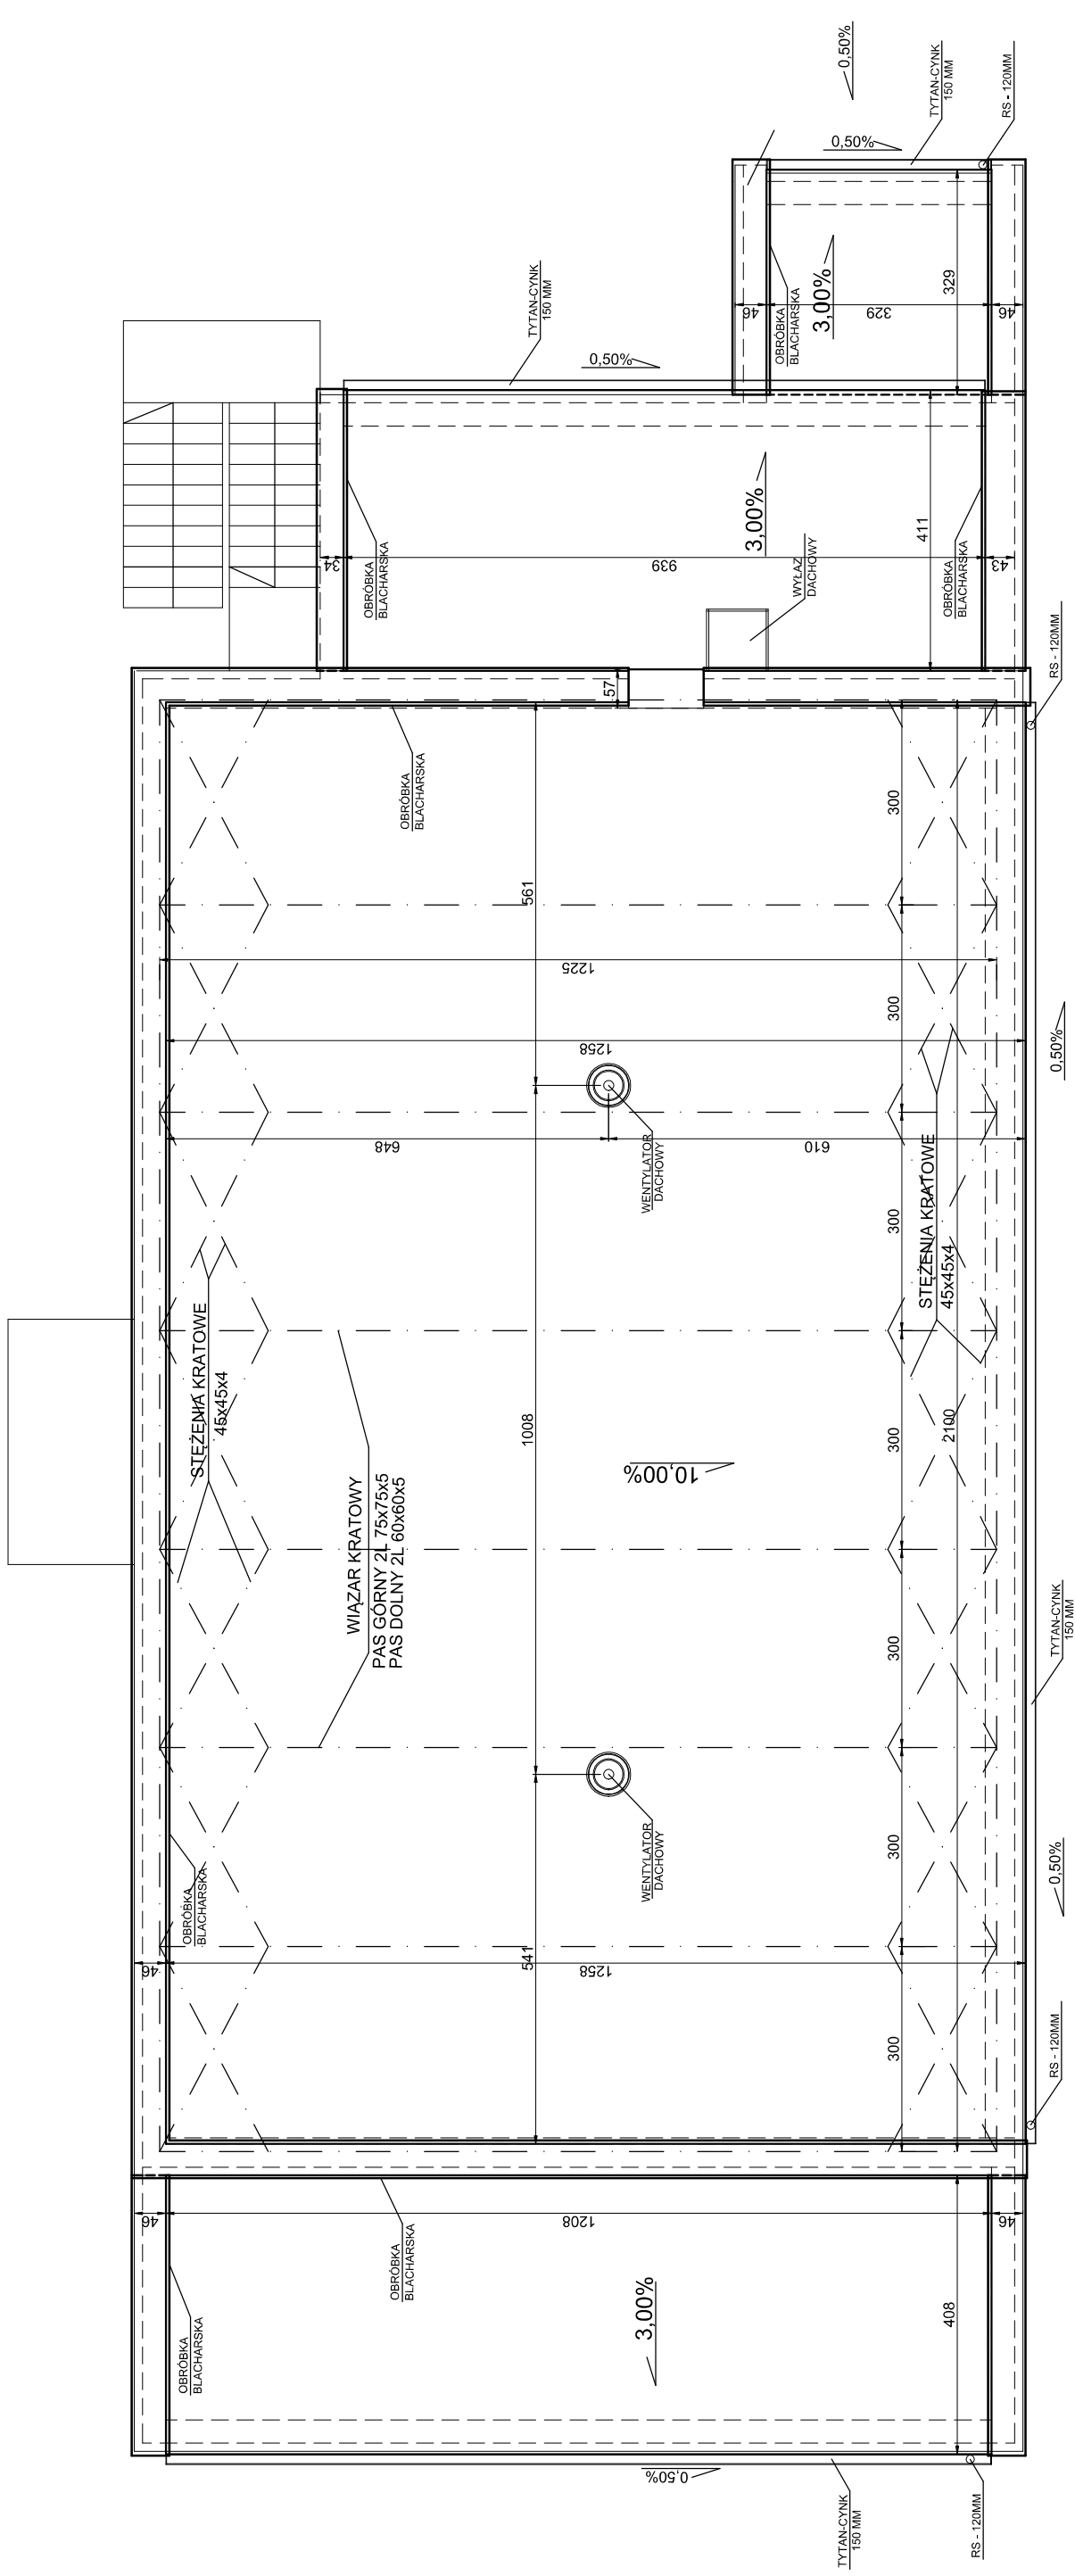 0,50%
TYTAN-CYNK
150 MM
RS - 120MM
0,50%
329
46
OBRÓBKA
BLACHARSKA
3,00%
329
46
TYTAN-CYNK
150 MM
0,50%
3,00%
411
34
OBRÓBKA
BLACHARSKA
939
WYŁAZ
DACHOWY
OBRÓBKA
BLACHARSKA
43
RS - 120MM
57
OBRÓBKA
BLACHARSKA
300
561
1225
300
0,50%
1258
648
WENTYLATOR
DACHOWY
610
STĘŻENIA KRATOWE
45x45x4
300
STĘŻENIA KRATOWE
45x45x4
1008
300
2100
10,00%
WIĄZAR KRATOWY
PAS GÓRNY 2L 75x75x5
PAS DOLNY 2L 60x60x5
300
TYTAN-CYNK
150 MM
OBRÓBKA
BLACHARSKA
WENTYLATOR
DACHOWY
300
0,50%
46
541
1258
300
RS - 120MM
46
1208
46
OBRÓBKA
BLACHARSKA
OBRÓBKA
BLACHARSKA
3,00%
408
0,50%
TYTAN-CYNK
150 MM
RS - 120MM